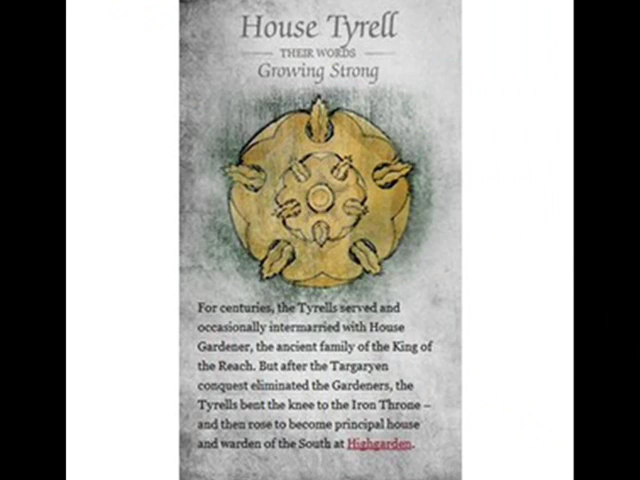 House Tyrell
THEIR WORDS
Growing Strong
For centuries, the Tyrells served and
occasionally intermarried with House
Gardener, the ancient family of the King of
the Reach. But after the Targaryen
conquest eliminated the Gardeners, the
Tyrells bent the knee to the Iron Throne –
and then rose to become principal house
and warden of the South at Highgarden.